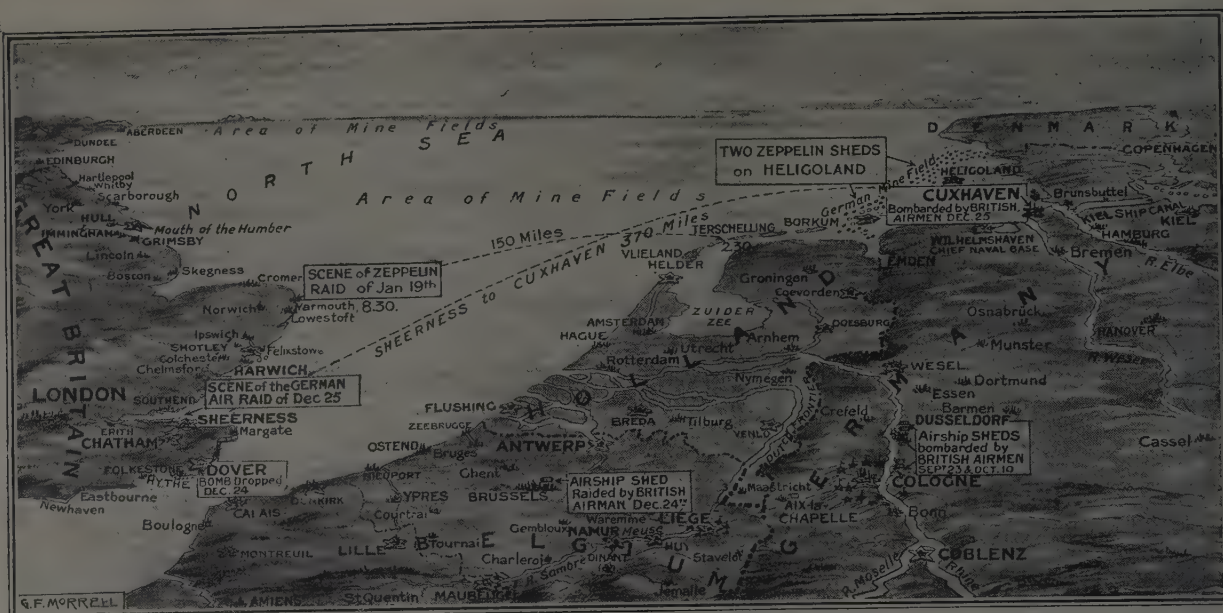 ABERDEEN
Area of Mine Fields
DUNDEE
EDINBURGH
NORTH SEA
DENMARK
COPENHAGEN
TWO ZEPPELIN SHEDS
on HELIGOLAND
German Mine Field
HELIGOLAND
Hartlepool
Whitby
Scarborough
Area of Mine Fields
CUXHAVEN
Bombarded by BRITISH
AIRMEN DEC. 25
Brunsbuttel
KIEL SHIP CANAL
KIEL
York
HULL
Mouth of the Humber
IMMINGHAM
GRIMSBY
BORKUM
HAMBURG
GREAT BRITAIN
150 Miles
TERSCHELLING
2.30
WILHELMSHAVEN
CHIEF NAVAL BASE
Bremen
R. Elbe
Lincoln
Boston
Skegness
Cromer
SCENE of ZEPPELIN
RAID of Jan 19th
SHEERNESS to CUXHAVEN 370 Miles
VLIELAND
HELDER
Groningen
EMDEN
Coevorden
Norwich
Yarmouth, 8.30.
Lowestoft
ZUIDER
ZEE
Osnabruck
HANOVER
Ipswich
SHOTLEY
Felixstowe
Colchester
Chelmsford
HARWICH
AMSTERDAM
HAGUE
Utrecht
Arnhem
DOESBURG
Munster
R. Weser
Rotterdam
HOLLAND
Nymegen
WESEL
Dortmund
LONDON
SCENE of the GERMAN
AIR RAID of Dec 25
SOUTHEND
SHEERNESS
Essen
Barmen
FLUSHING
ZEEBRUGGE
BREDA
Tilburg
Crefeld
DUSSELDORF
ERITH
CHATHAM
Margate
ANTWERP
VENLO
DUTCH FRONTIER
Airship SHEDS
bombarded by
BRITISH AIRMEN
SEPT 23 & OCT. 10
Cassel
OSTEND
Bruges
FOLKESTONE
HYTHE
DOVER
BOMB Dropped
DEC. 24
NIEUPORT
Ghent
BRUSSELS
AIRSHIP SHED
Raided by BRITISH
AIRMAN Dec. 24th
Maastricht
COLOGNE
GERMANY
Eastbourne
Newhaven
DUNKIRK
CALAIS
YPRES
Courtrai
Aix-la-
CHAPELLE
Boulogne
Gembloux
Waremme
LIEGE
Bonn
NAMUR
Meuse
LILLE
Tournai
BELGIUM
HUY
Stavelot
MONTREUIL
Charleroi
DINANT
COBLENZ
R. Sambre
Jemalle
R. Moselle
Rhine
G.F. MORRELL
AMIENS
St Quentin
MAUBEUGE